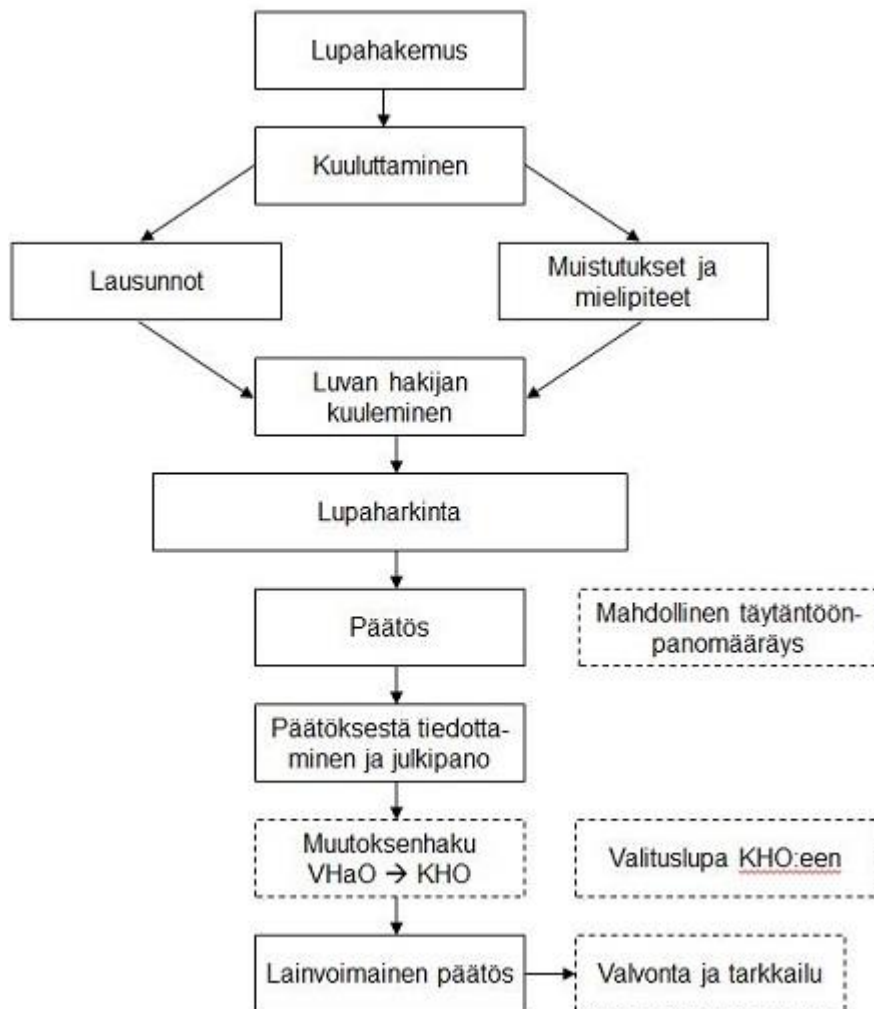 Lupahakemus
Kuuluttaminen
Lausunnot
Muistutukset ja
mielipiteet
Luvan hakijan
kuuleminen
Lupaharkinta
Päätös
Mahdollinen täytäntöön-
panomääräys
Päätöksestä tiedotta-
minen ja julkipano
Muutoksenhaku
VHaO → KHO
Valituslupa KHO:een
Lainvoimainen päätös
Valvonta ja tarkkailu